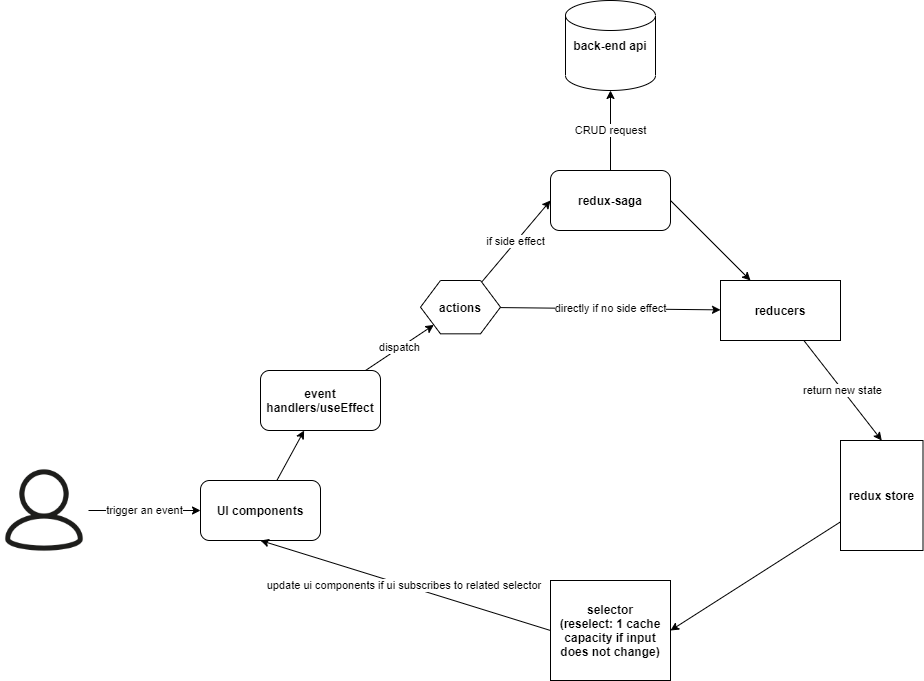 back-end api
CRUD request
redux-saga
if side effect
actions
directly if no side effect
reducers
dispatch
event
handlers/useEffect
return new state
trigger an event
UI components
redux store
update ui components if ui subscribes to related selector
selector
(reselect: 1 cache
capacity if input
does not change)